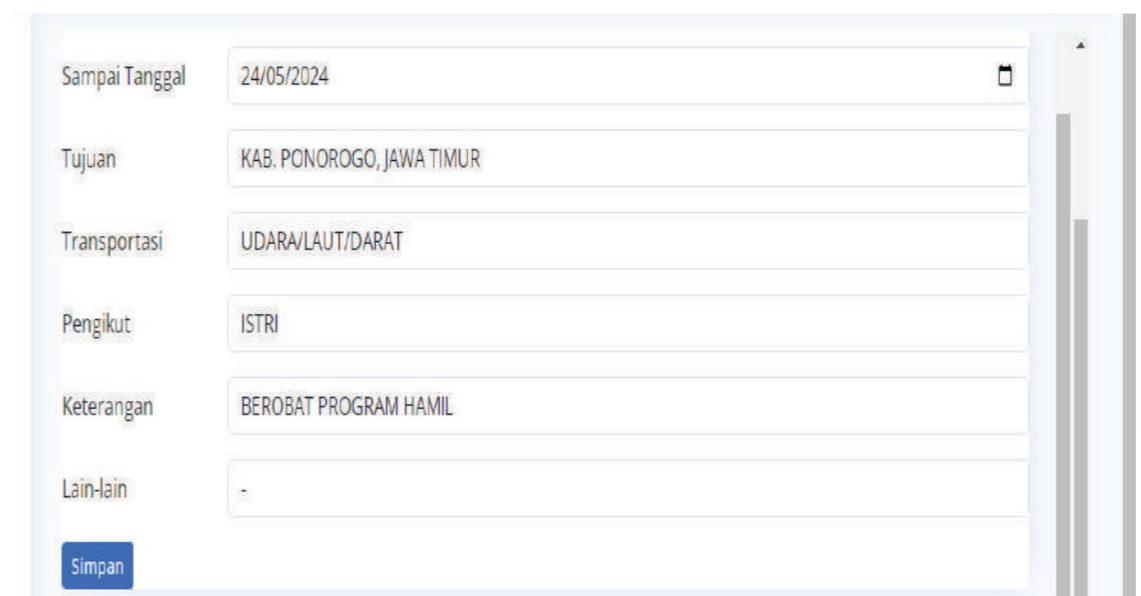 Sampai Tanggal 24/05/2024
Tujuan KAB. PONOROGO, JAWA TIMUR
Transportasi UDARA/LAUT/DARAT
Pengikut ISTRI
Keterangan BEROBAT PROGRAM HAMIL
Lain-lain -
Simpan